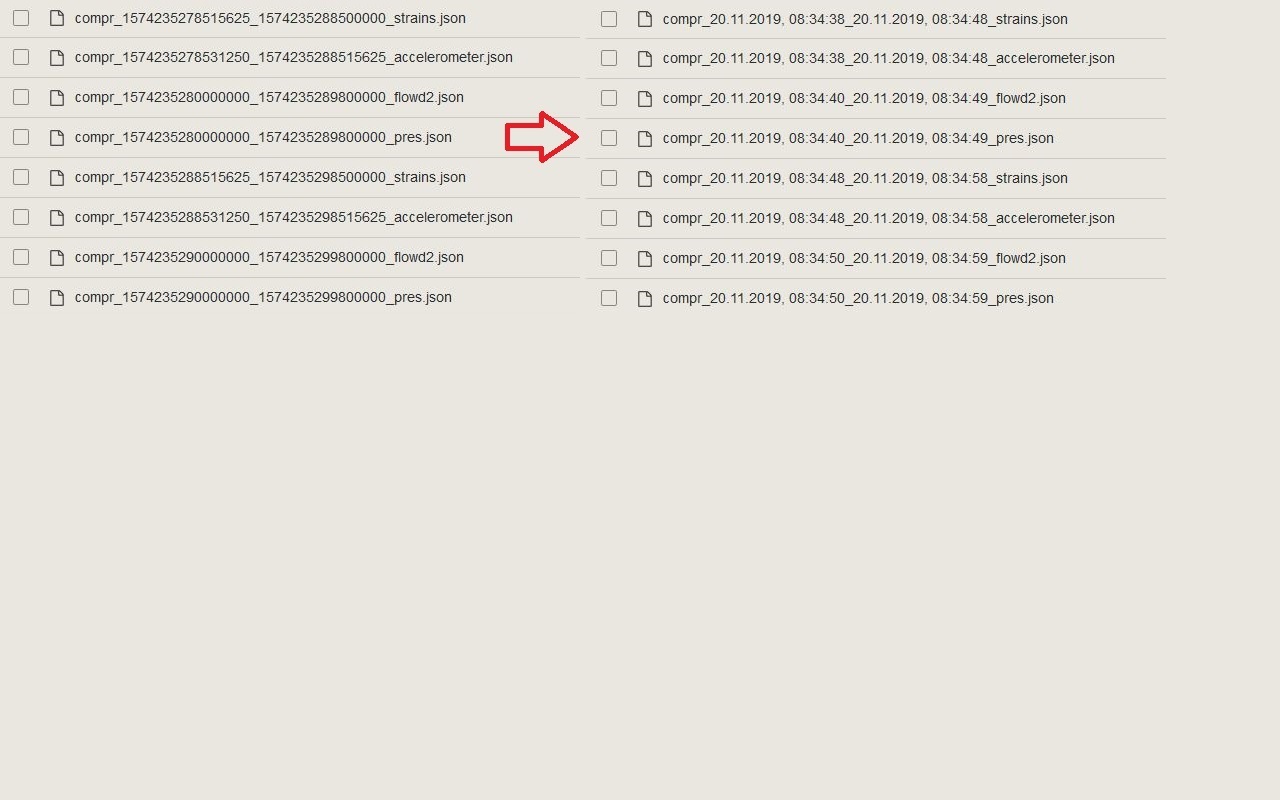 compr_1574235278515625_1574235288500000_strains.json
compr_1574235278531250_1574235288515625_accelerometer.json
compr_1574235280000000_1574235289800000_flowd2.json
compr_1574235280000000_1574235289800000_pres.json
compr_1574235288515625_1574235298500000_strains.json
compr_1574235288531250_1574235298515625_accelerometer.json
compr_1574235290000000_1574235299800000_flowd2.json
compr_1574235290000000_1574235299800000_pres.json
compr_20.11.2019, 08:34:38_20.11.2019, 08:34:48_strains.json
compr_20.11.2019, 08:34:38_20.11.2019, 08:34:48_accelerometer.json
compr_20.11.2019, 08:34:40_20.11.2019, 08:34:49_flowd2.json
compr_20.11.2019, 08:34:40_20.11.2019, 08:34:49_pres.json
compr_20.11.2019, 08:34:48_20.11.2019, 08:34:58_strains.json
compr_20.11.2019, 08:34:48_20.11.2019, 08:34:58_accelerometer.json
compr_20.11.2019, 08:34:50_20.11.2019, 08:34:59_flowd2.json
compr_20.11.2019, 08:34:50_20.11.2019, 08:34:59_pres.json